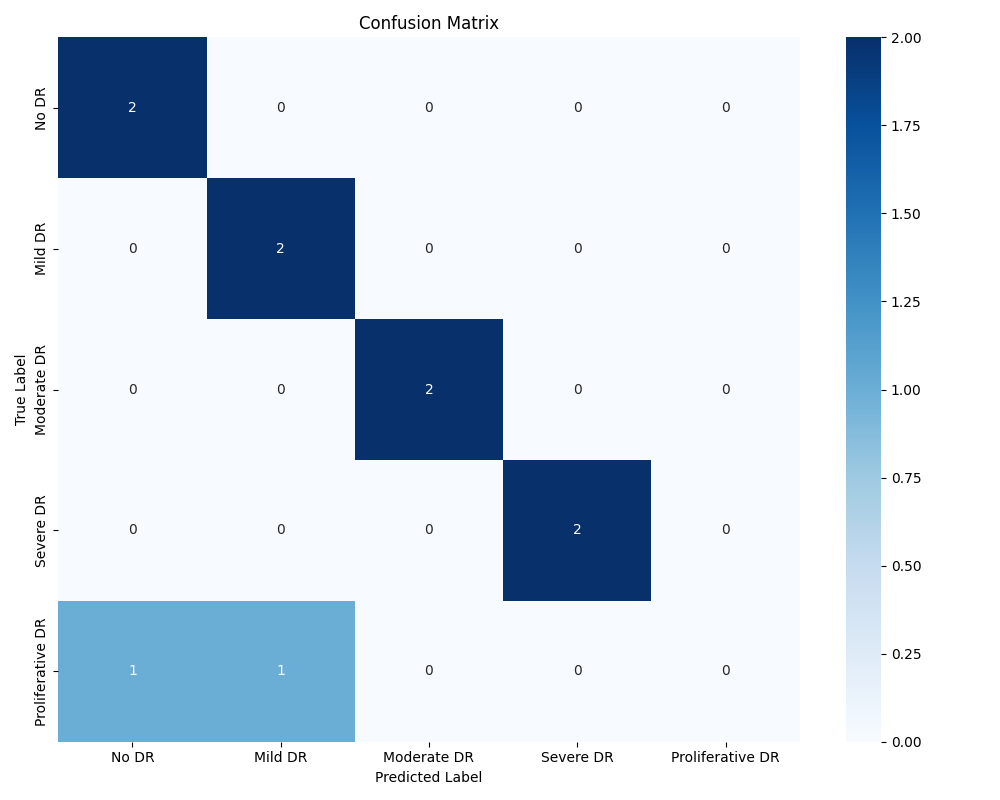 Confusion Matrix
True Label
No DR
2 0 0 0 0
Mild DR
0 2 0 0 0
Moderate DR
0 0 2 0 0
Severe DR
0 0 0 2 0
Proliferative DR
1 1 0 0 0
No DR Mild DR Moderate DR Severe DR Proliferative DR
Predicted Label
2.00
1.75
1.50
1.25
1.00
0.75
0.50
0.25
0.00